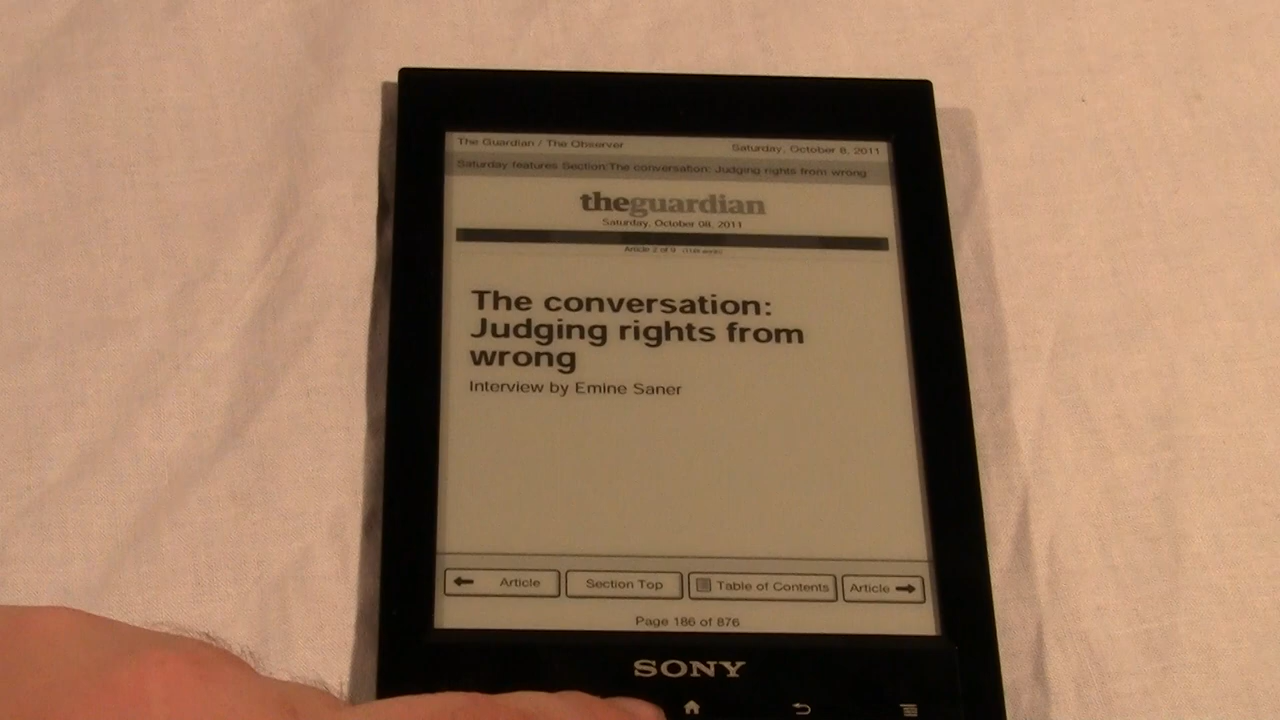 The Guardian / The Observer
Saturday, October 8, 2011
Saturday features Section:The conversation: Judging rights from wrong
theguardian
Saturday, October 08, 2011
Article 2 of 9
The conversation:
Judging rights from
wrong
Interview by Emine Saner
Article
Section Top
Table of Contents
Article
Page 186 of 876
SONY